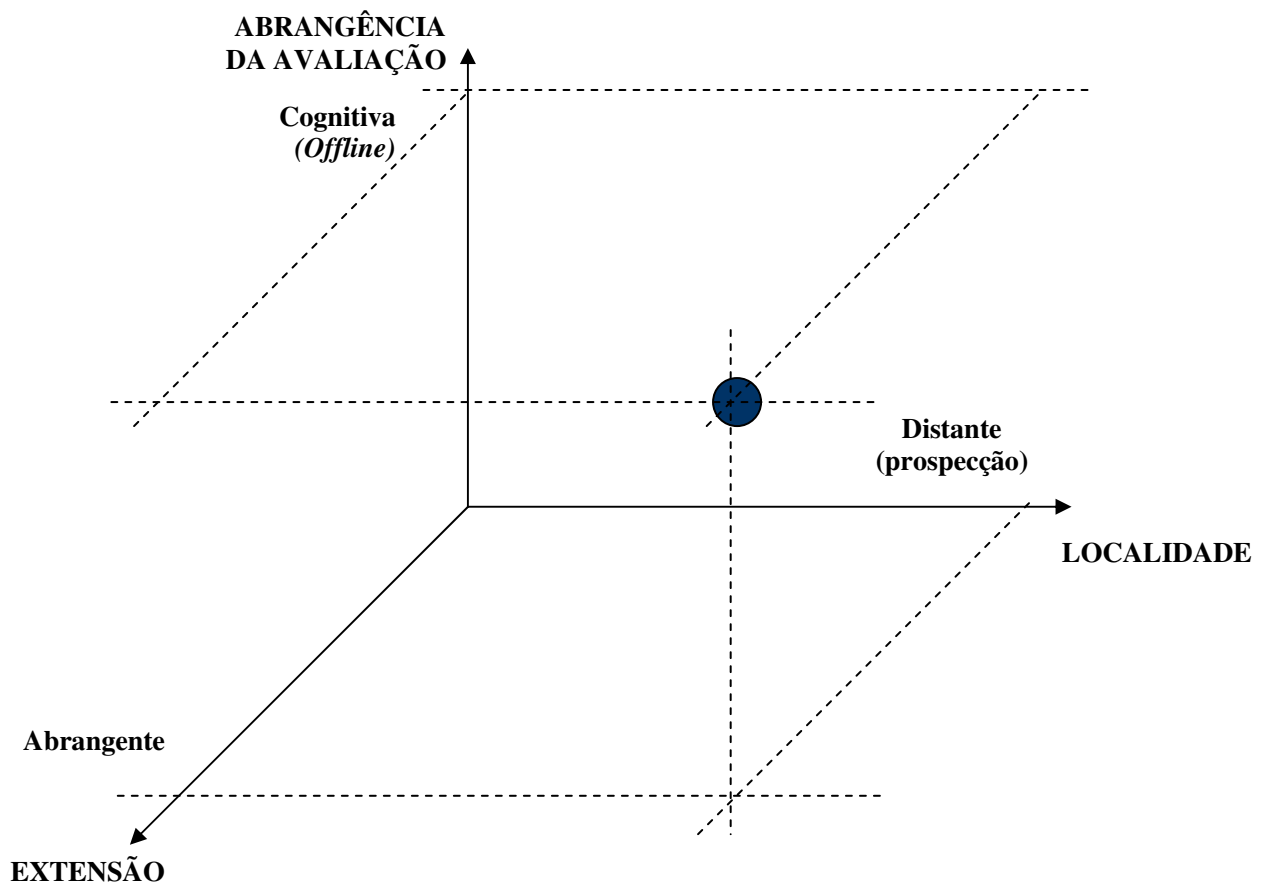 ABRANGÊNCIA
DA AVALIAÇÃO
Cognitiva
(Offline)
Distante
(prospecção)
LOCALIDADE
Abrangente
EXTENSÃO